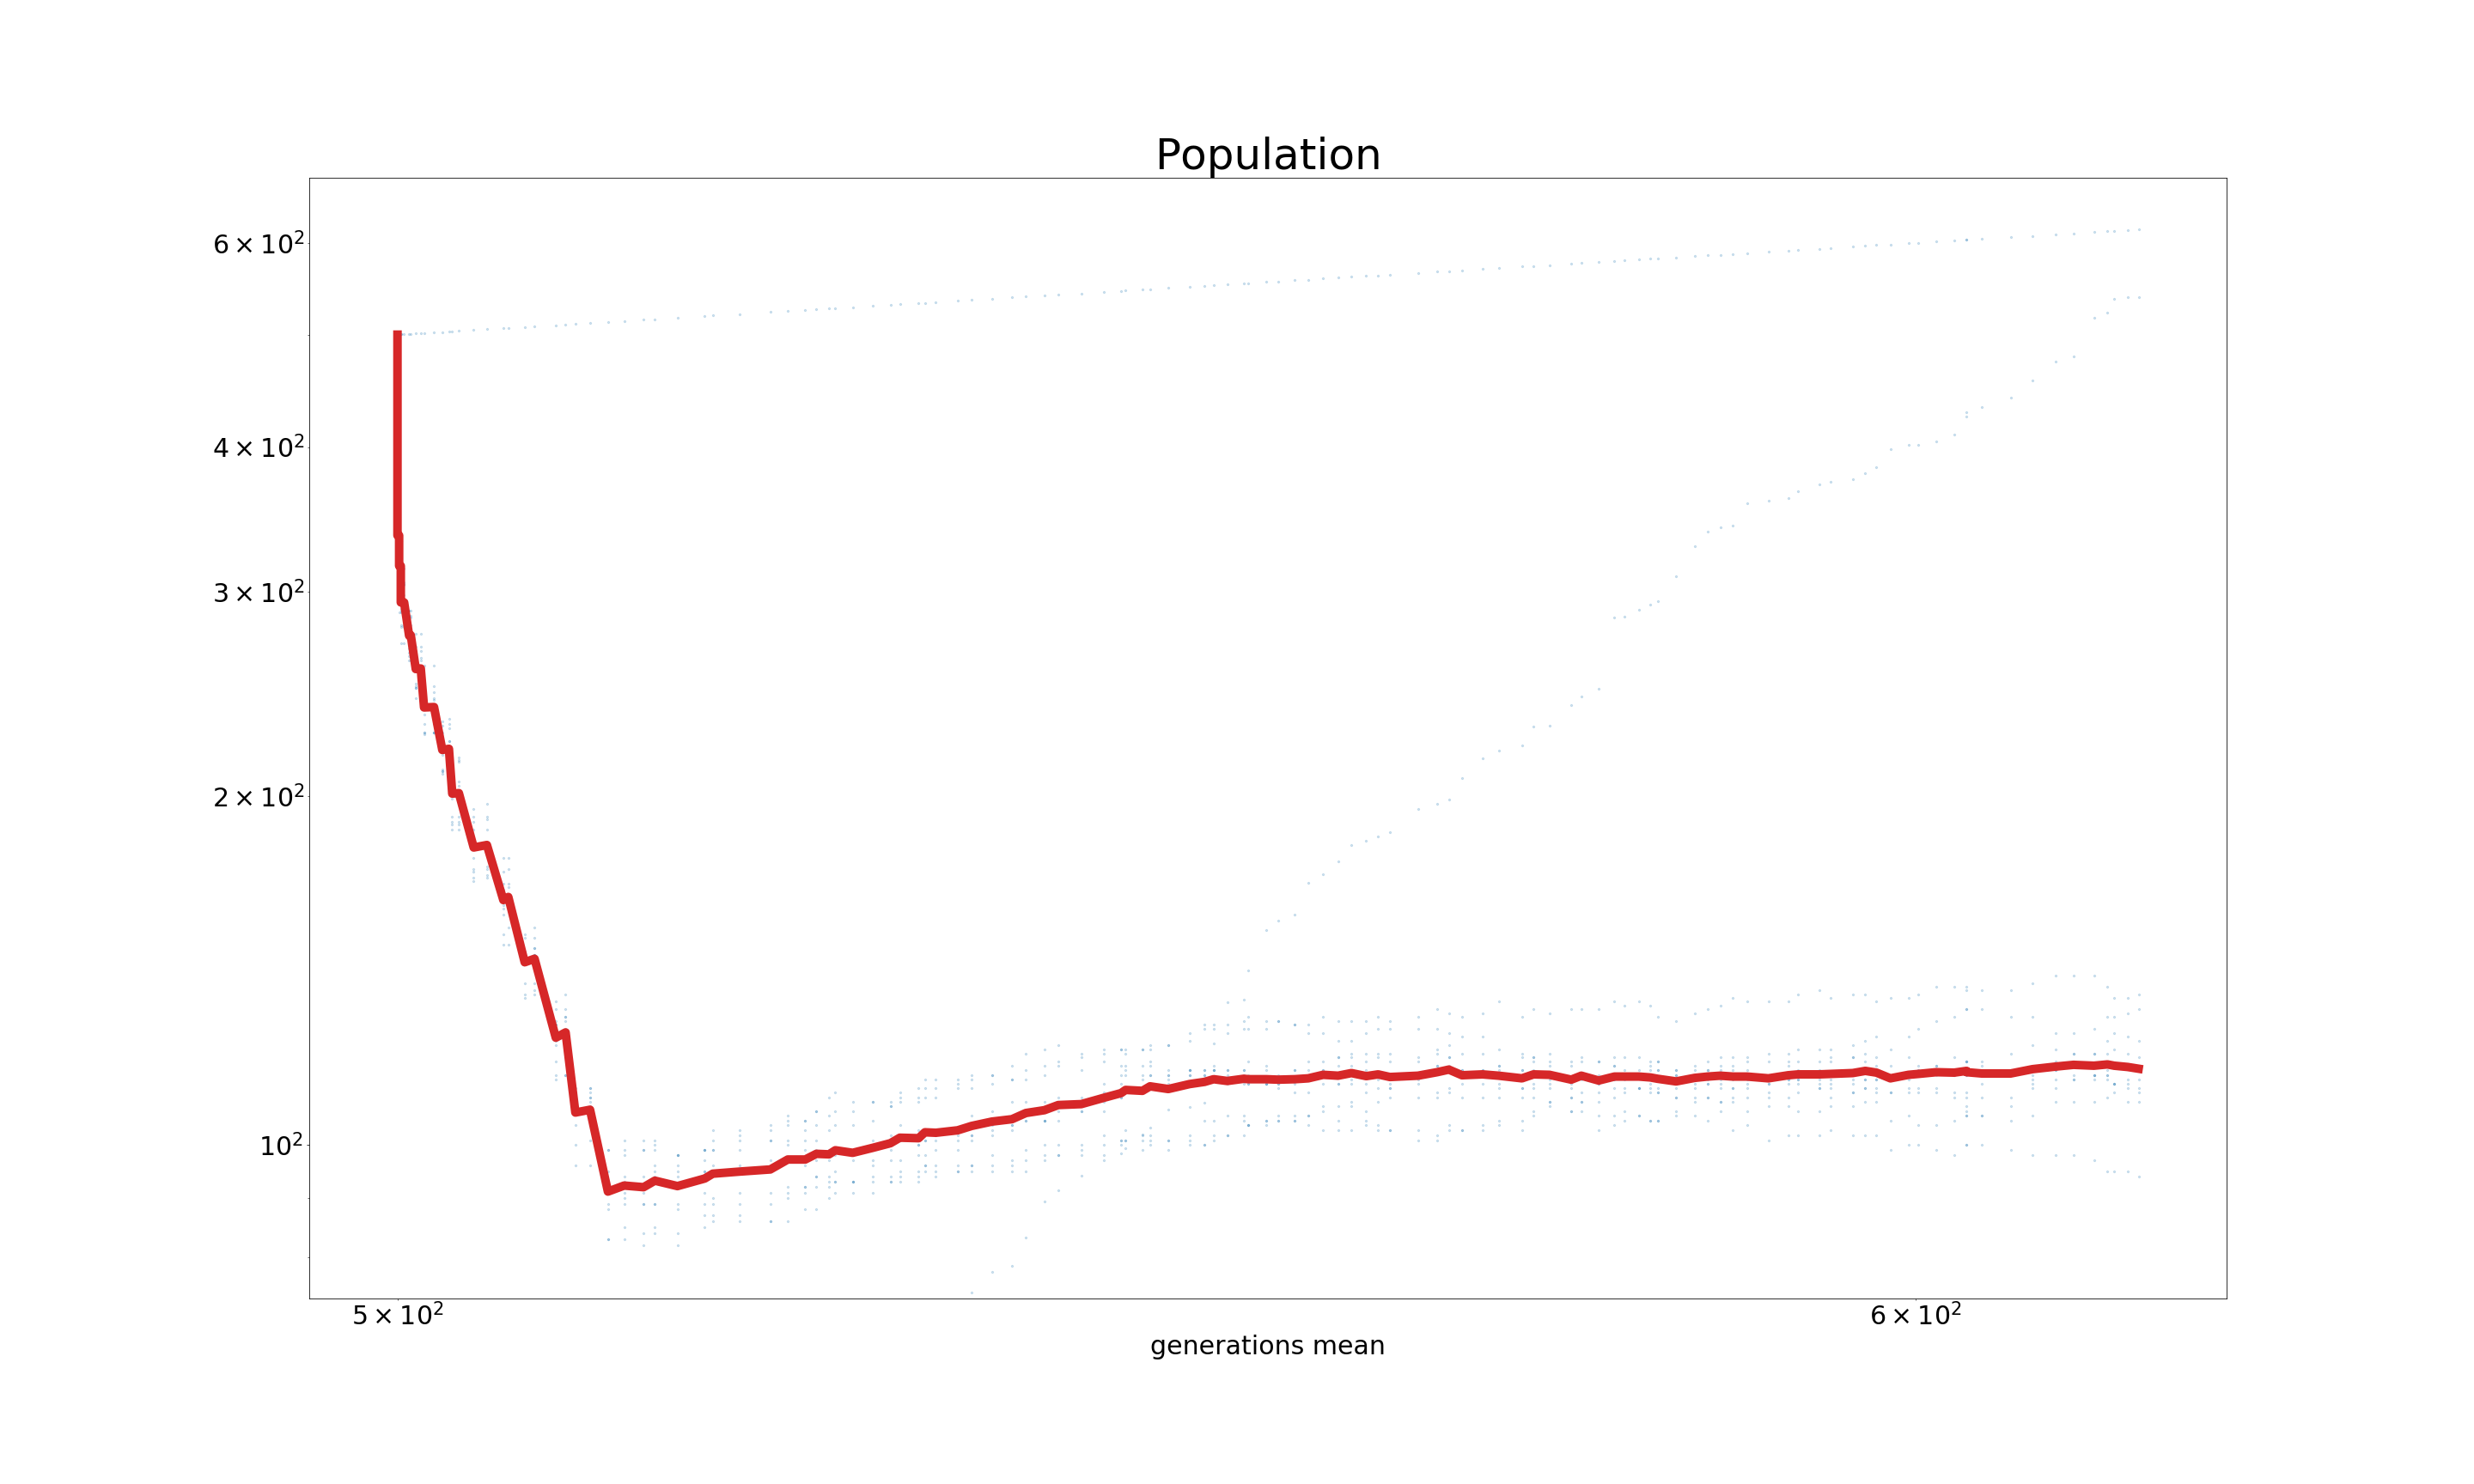 Population
6 × 10²
4 × 10²
3 × 10²
2 × 10²
10²
5 × 10²
6 × 10²
generations mean